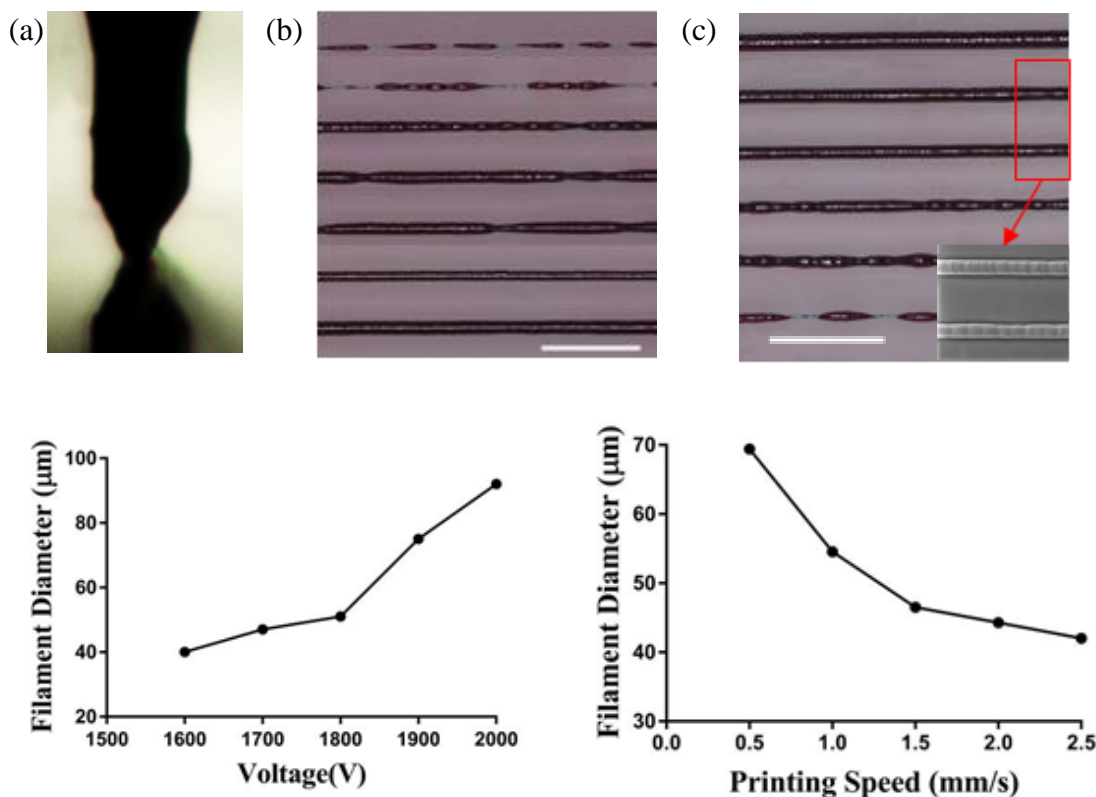 (a)
(b)
(c)
Filament Diameter (μm)
100
80
60
40
20
1500 1600 1700 1800 1900 2000
Voltage(V)
Filament Diameter (μm)
70
60
50
40
30
0.0 0.5 1.0 1.5 2.0 2.5
Printing Speed (mm/s)